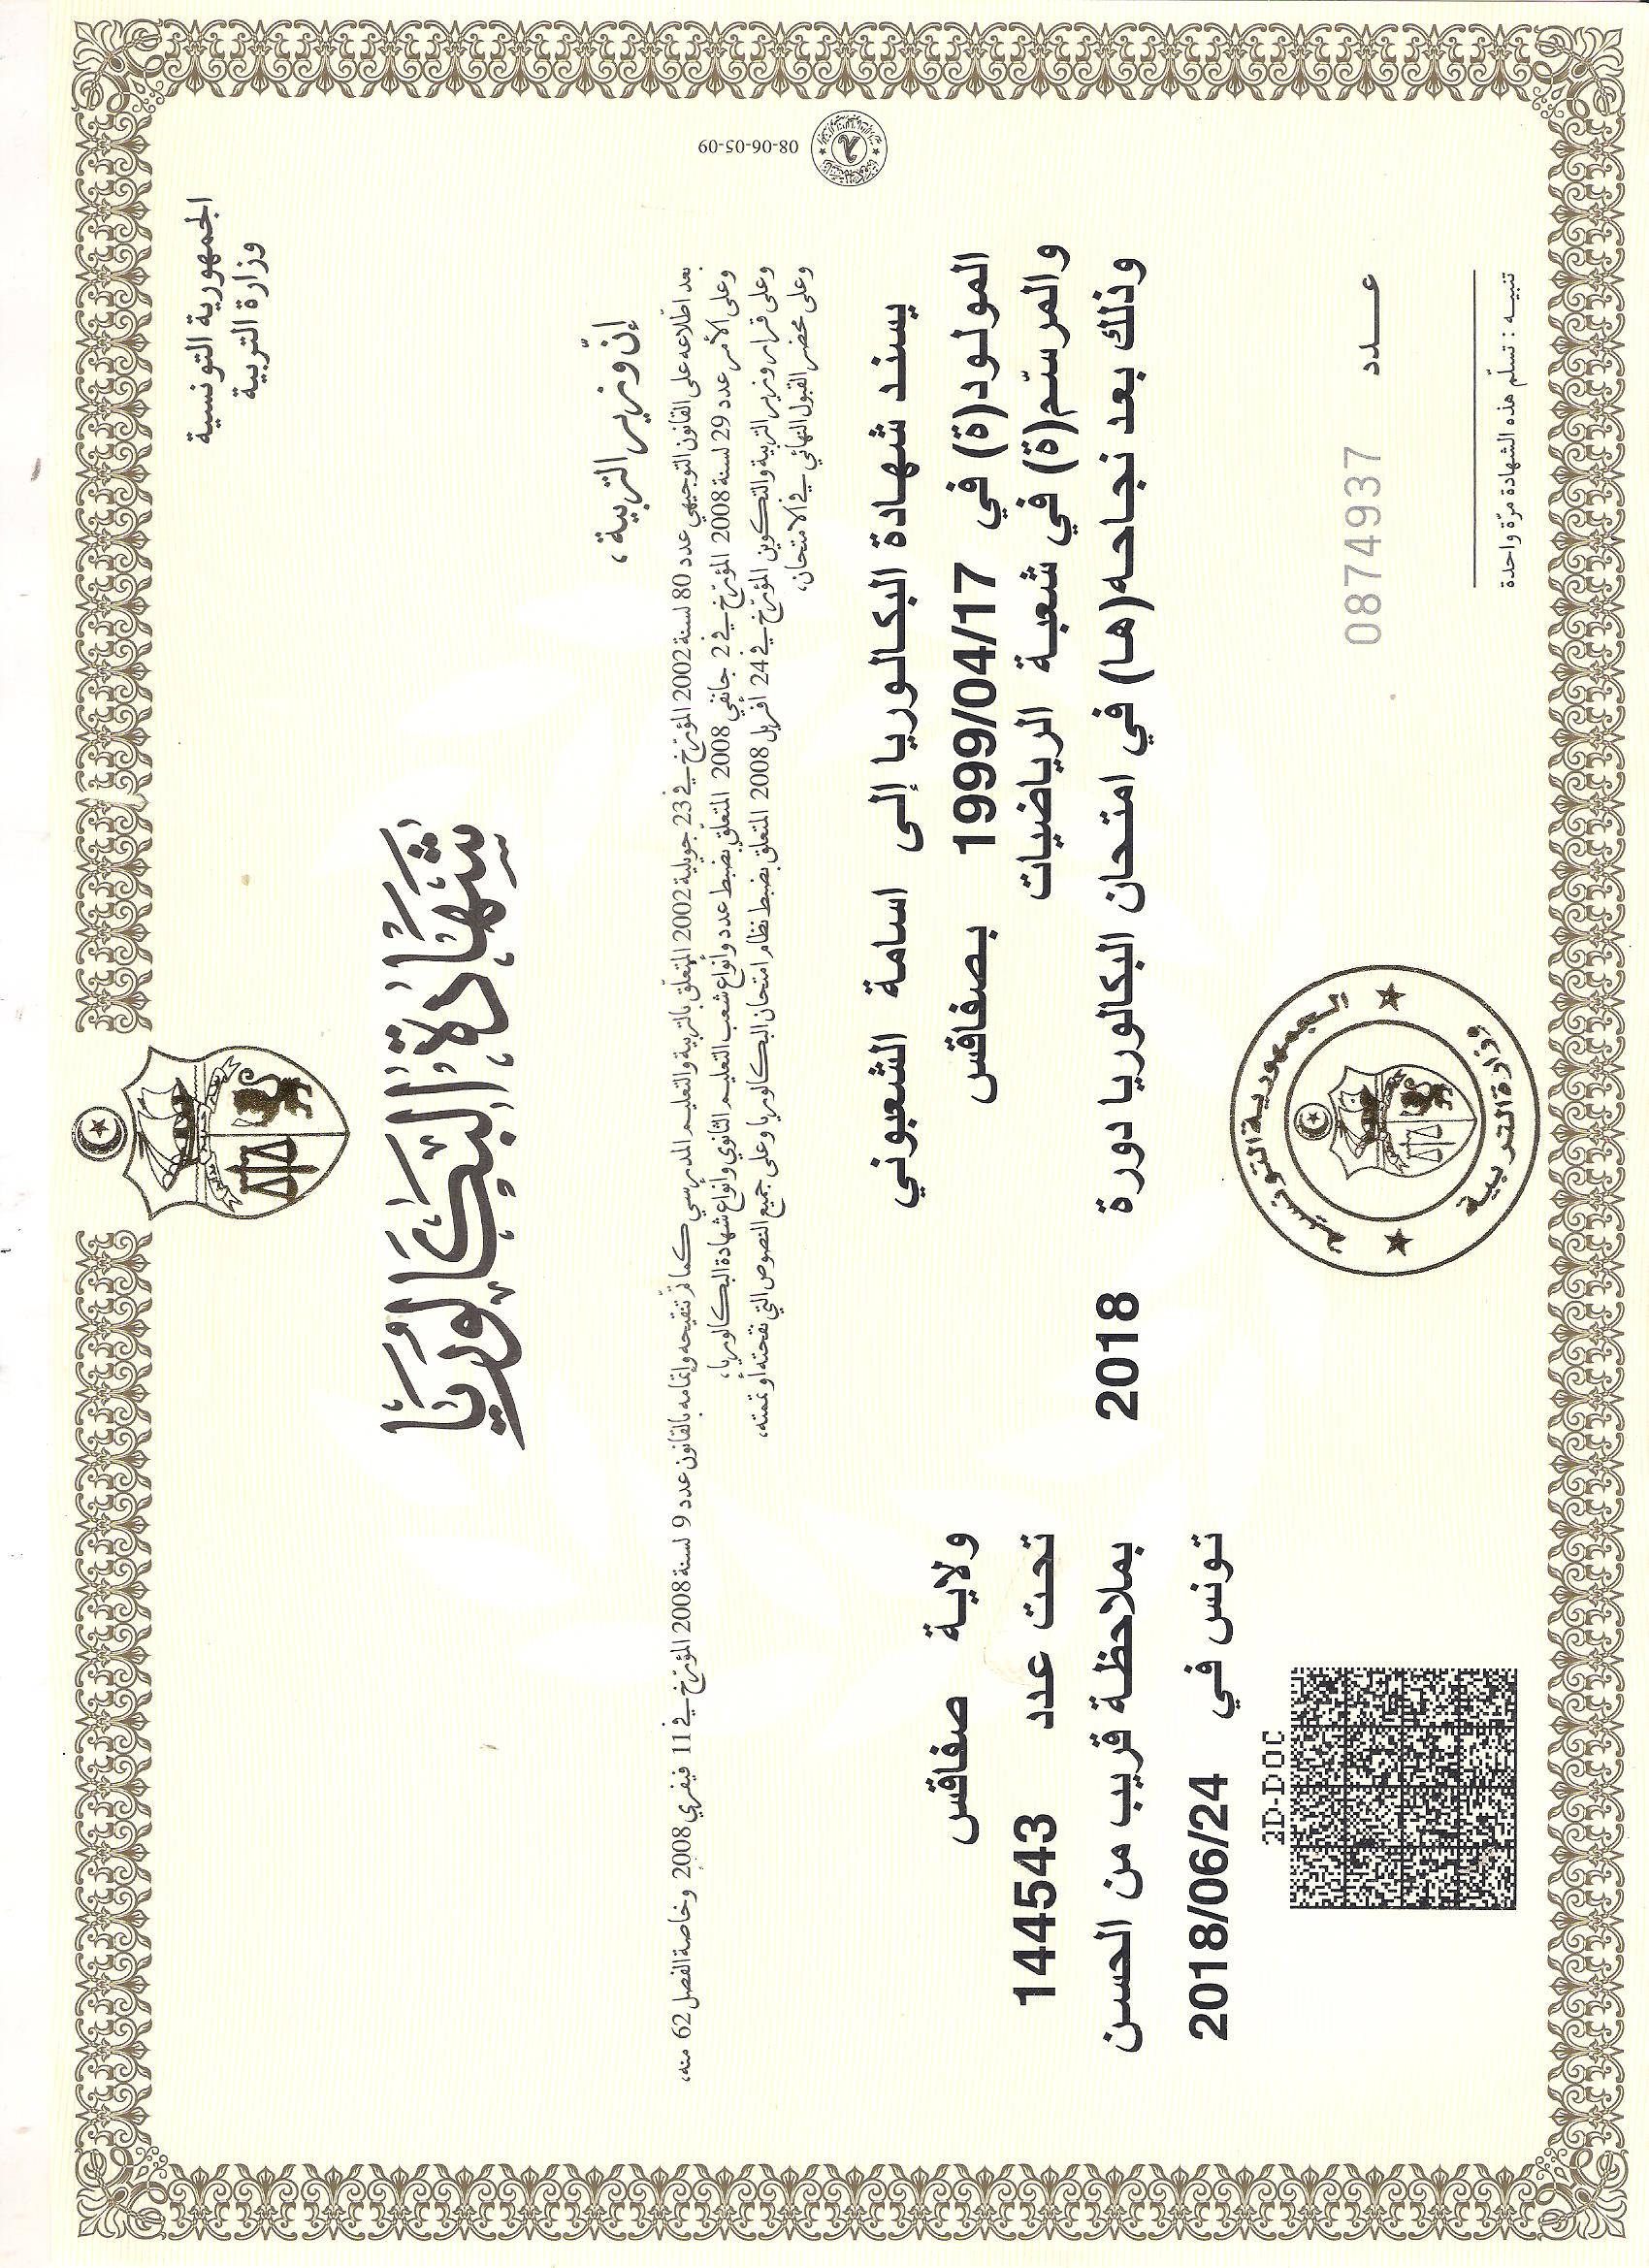 الجمهورية التونسية
وزارة التربية
شَهَادَة البَكَالُورِيَا
إنّ وزير التربية،
بعد اطّلاعه على القانون التوجيهي عدد 80 لسنة 2002 المؤرّخ في 23 جويلية 2002 المتعلّق بالتربية والتعليم المدرسي كما تمّ تنقيحه وإتمامه بالقانون عدد 9 لسنة 2008 المؤرّخ في 11 فيفري 2008 وخاصة الفصل 62 منه،
وعلى الأمر عدد 29 لسنة 2008 المؤرّخ في 2 جانفي 2008 المتعلّق بضبط عدد وأنواع شعب التعليم الثانوي وأنواع شهادة البكالوريا،
وعلى قرار وزير التربية والتكوين المؤرّخ في 24 أفريل 2008 المتعلّق بضبط نظام امتحان البكالوريا وعلى جميع النصوص التي نقحته أو تممته،
وعلى محضر القبول النهائي في الامتحان،
08-06-05-09
يسند شهادة البكالوريا إلى اسامة الشعبوني
المولود(ة) في 1999/04/17 بصفاقس ولاية صفاقس
والمرسّم(ة) في شعبة الرياضيات تحت عدد 144543
وذلك بعد نجاحه(ها) في امتحان البكالوريا دورة 2018 بملاحظة قريب من الحسن
تونس في 2018/06/24
2D-DOC
الجمهورية التونسية
وزارة التربية
عدد 0874937
تنبيه : تسلّم هذه الشهادة مرّة واحدة